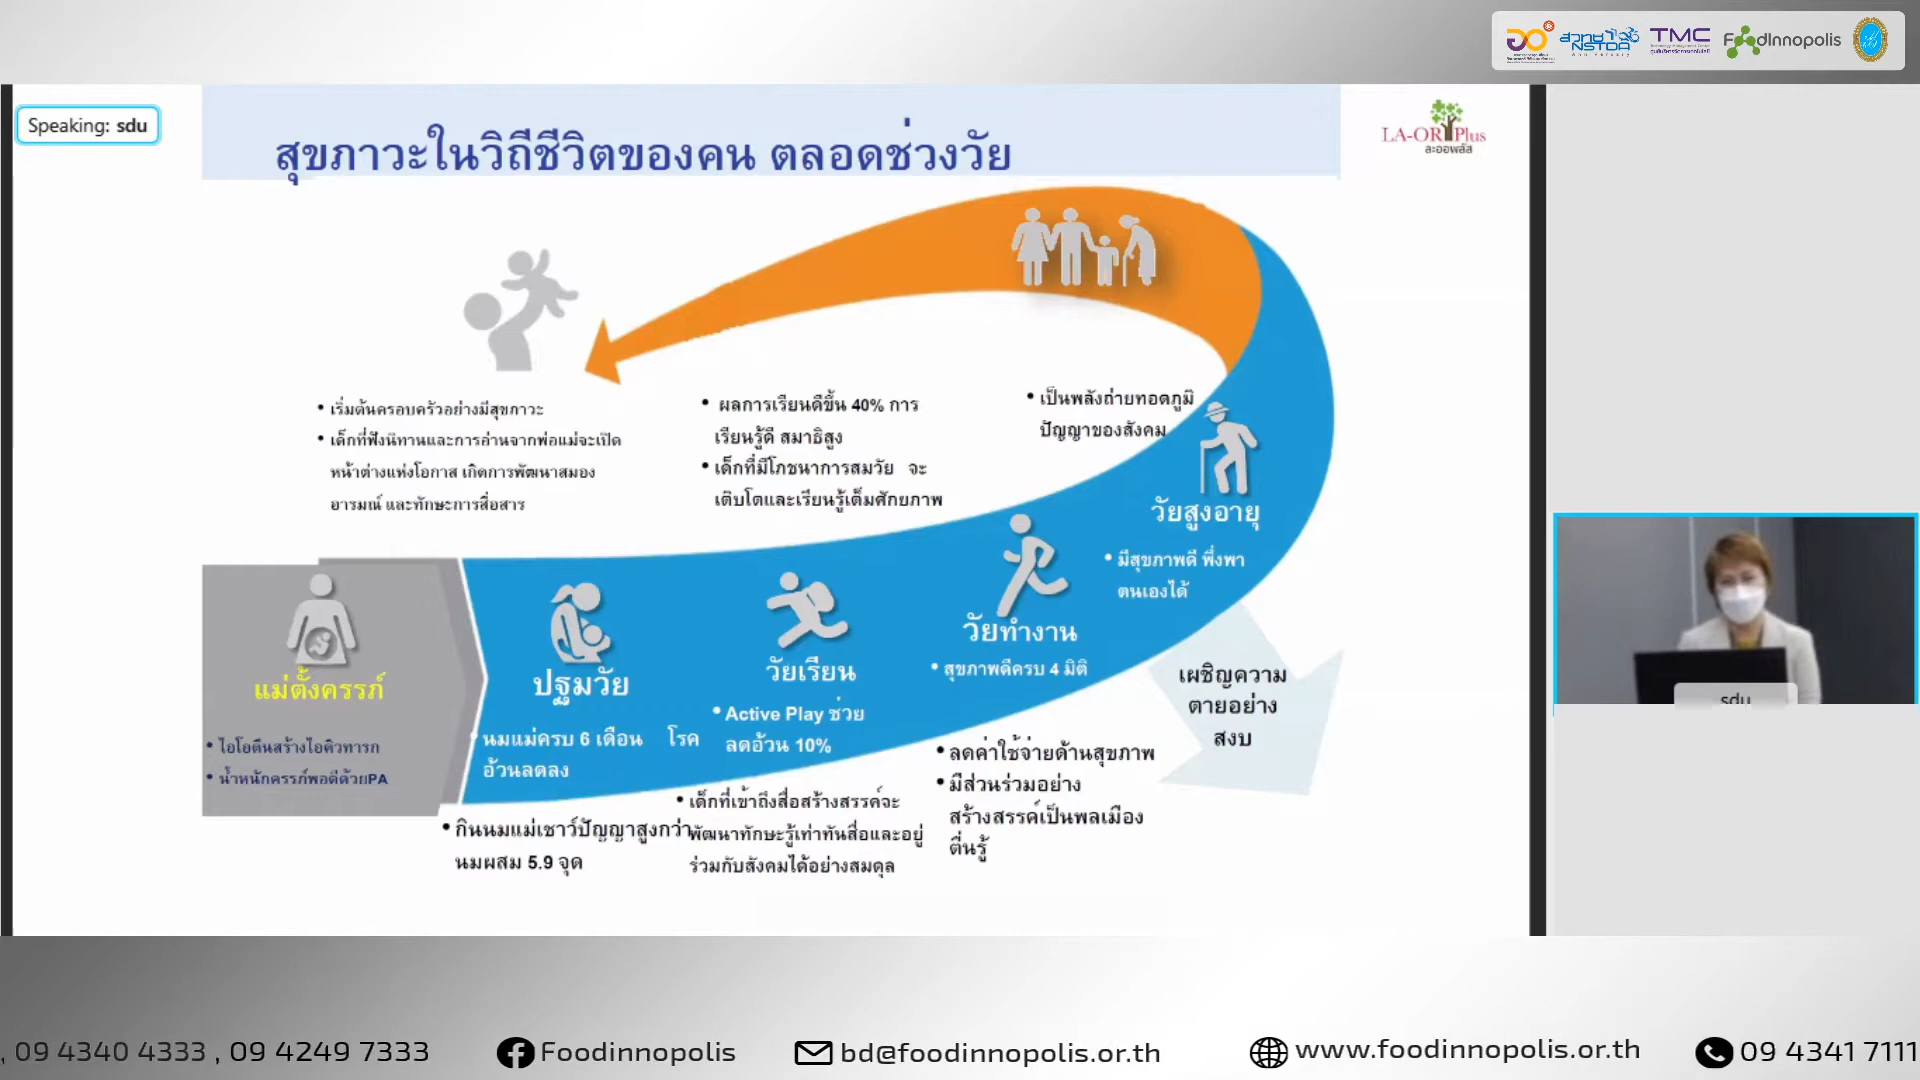 NSTDA
Anniversary
TMC
FoodInnopolis
Speaking: sdu
สุขภาวะในวิถีชีวิตของคน ตลอดช่วงวัย
LA-OR Plus
ละออพลัส
• เริ่มต้นครอบครัวอย่างมีสุขภาวะ
• เด็กที่ฟังนิทานและการอ่านจากพ่อแม่จะเปิด
หน้าต่างแห่งโอกาส เกิดการพัฒนาสมอง
อารมณ์ และทักษะการสื่อสาร
• ผลการเรียนดีขึ้น 40% การ
เรียนรู้ดี สมาธิสูง
• เด็กที่มีโภชนาการสมวัย จะ
เติบโตและเรียนรู้เต็มศักยภาพ
• เป็นพลังถ่ายทอดภูมิ
ปัญญาของสังคม
แม่ตั้งครรภ์
• ไอโอดีนสร้างไอคิวทารก
• น้ำหนักครรภ์พอดีด้วยPA
ปฐมวัย
• นมแม่ครบ 6 เดือน โรค
อ้วนลดลง
• กินนมแม่เชาว์ปัญญาสูงกว่า
นมผสม 5.9 จุด
วัยเรียน
• Active Play ช่วย
ลดอ้วน 10%
• เด็กที่เข้าถึงสื่อสร้างสรรค์จะ
พัฒนาทักษะรู้เท่าทันสื่อและอยู่
ร่วมกับสังคมได้อย่างสมดุล
วัยทำงาน
• สุขภาพดีครบ 4 มิติ
• ลดค่าใช้จ่ายด้านสุขภาพ
• มีส่วนร่วมอย่าง
สร้างสรรค์เป็นพลเมือง
ตื่นรู้
วัยสูงอายุ
• มีสุขภาพดี พึ่งพา
ตนเองได้
เผชิญความ
ตายอย่าง
สงบ
sdu
, 09 4340 4333 , 09 4249 7333
Foodinnopolis
bd@foodinnopolis.or.th
www.foodinnopolis.or.th
09 4341 7111